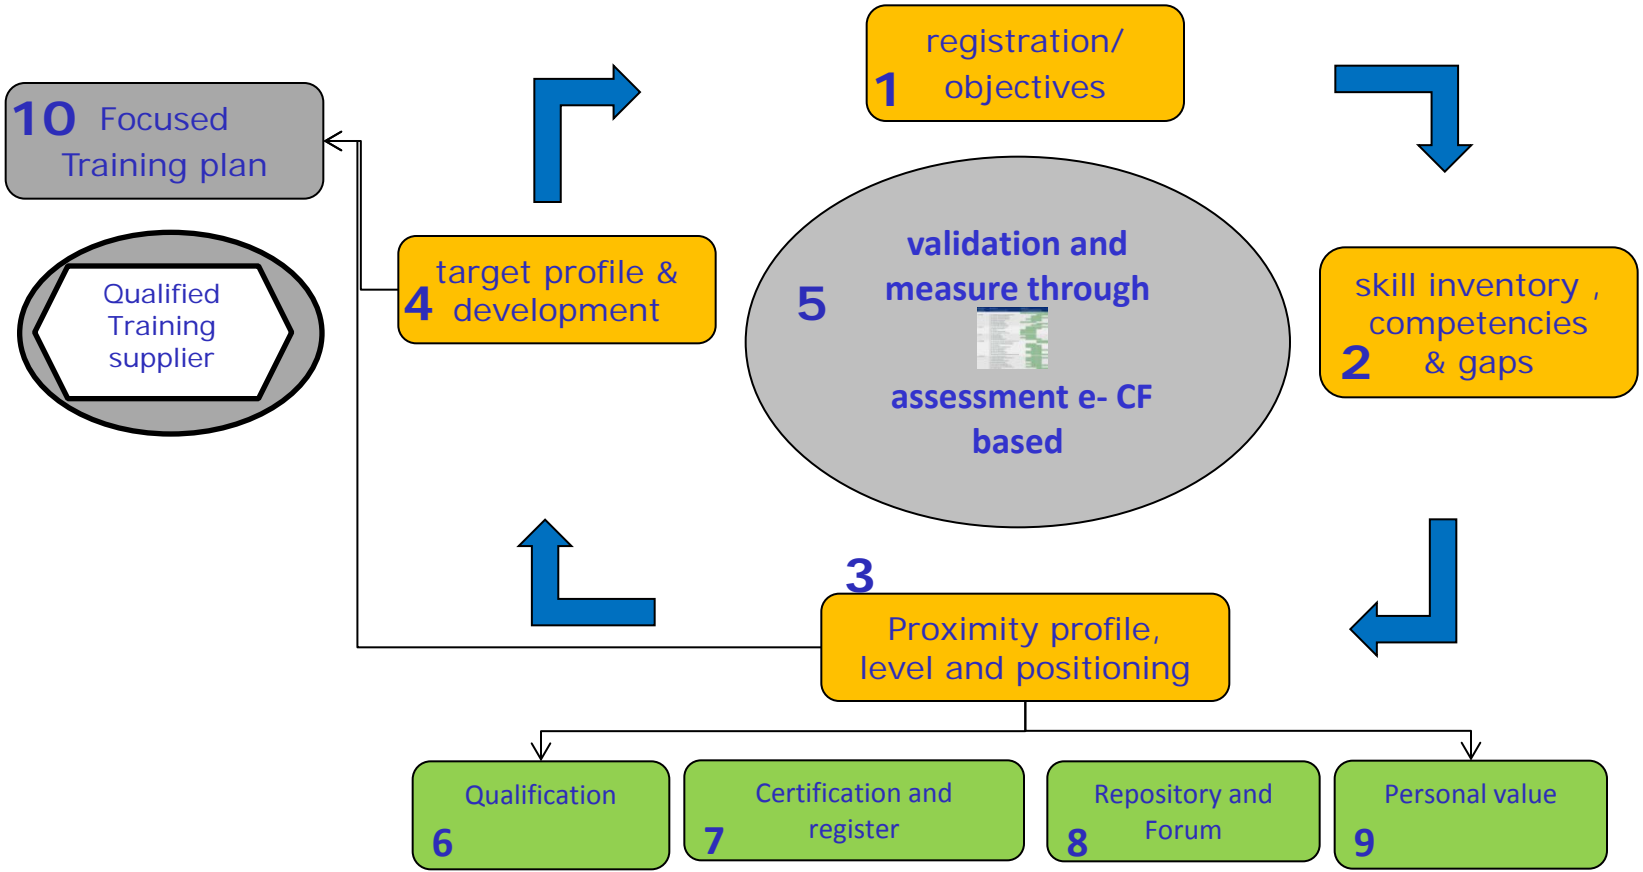 registration/
1 objectives
10 Focused
Training plan
Qualified
Training
supplier
target profile &
4 development
validation and
5 measure through
assessment e- CF
based
skill inventory ,
competencies
2 & gaps
3
Proximity profile,
level and positioning
Qualification
6
Certification and
register
7
Repository and
Forum
8
Personal value
9